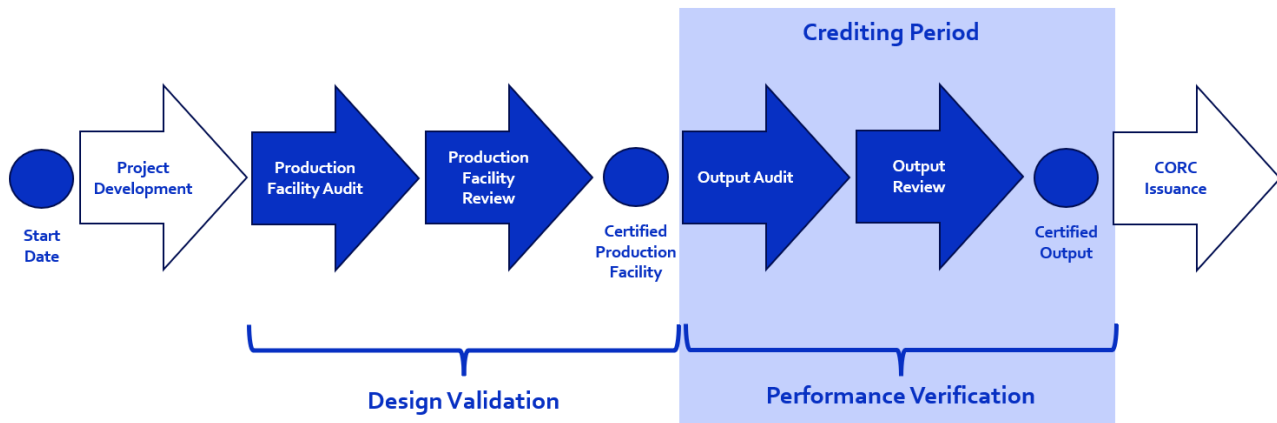 Crediting Period
Project
Development
Production
Facility Audit
Production
Facility
Review
Output Audit
Output
Review
CORC
Issuance
Start
Date
Certified
Production
Facility
Certified
Output
Design Validation
Performance Verification